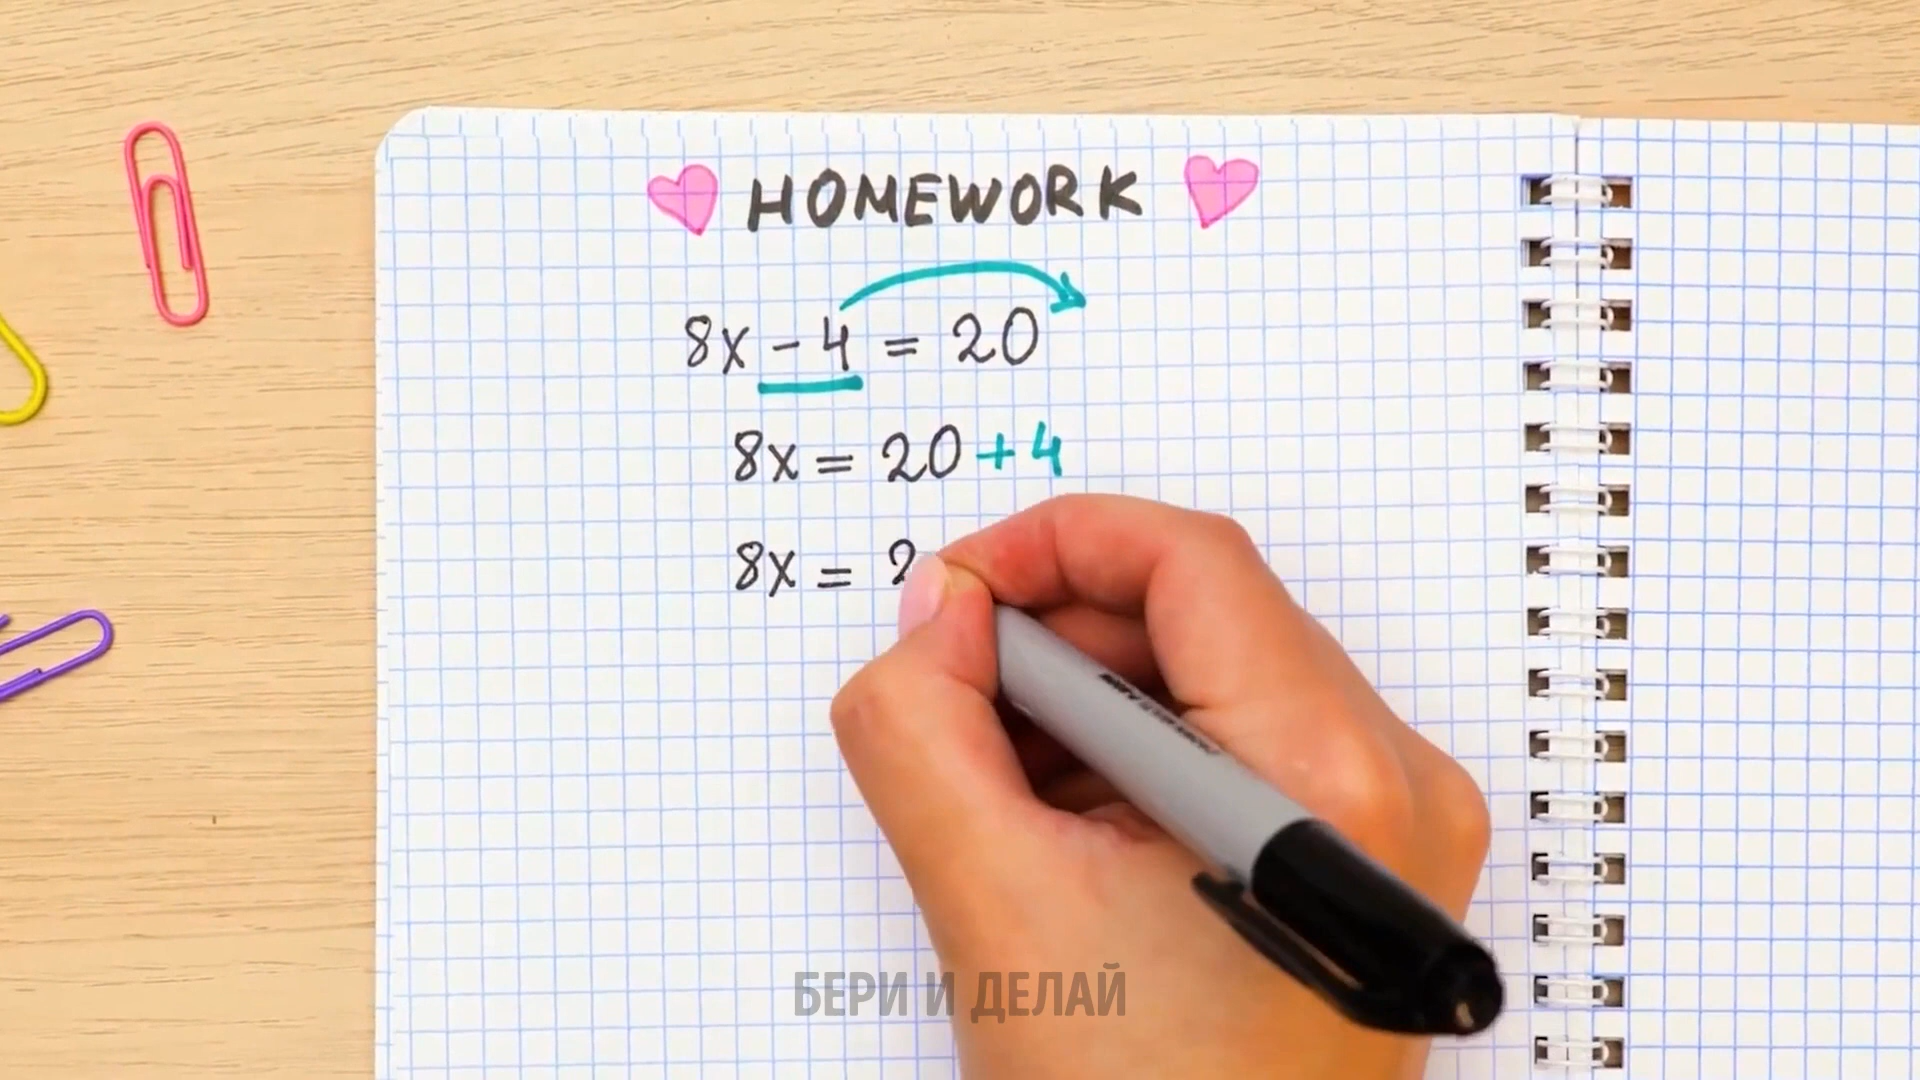 HOMEWORK
8x - 4 = 20
8x = 20 + 4
8x = 2
БЕРИ И ДЕЛАЙ